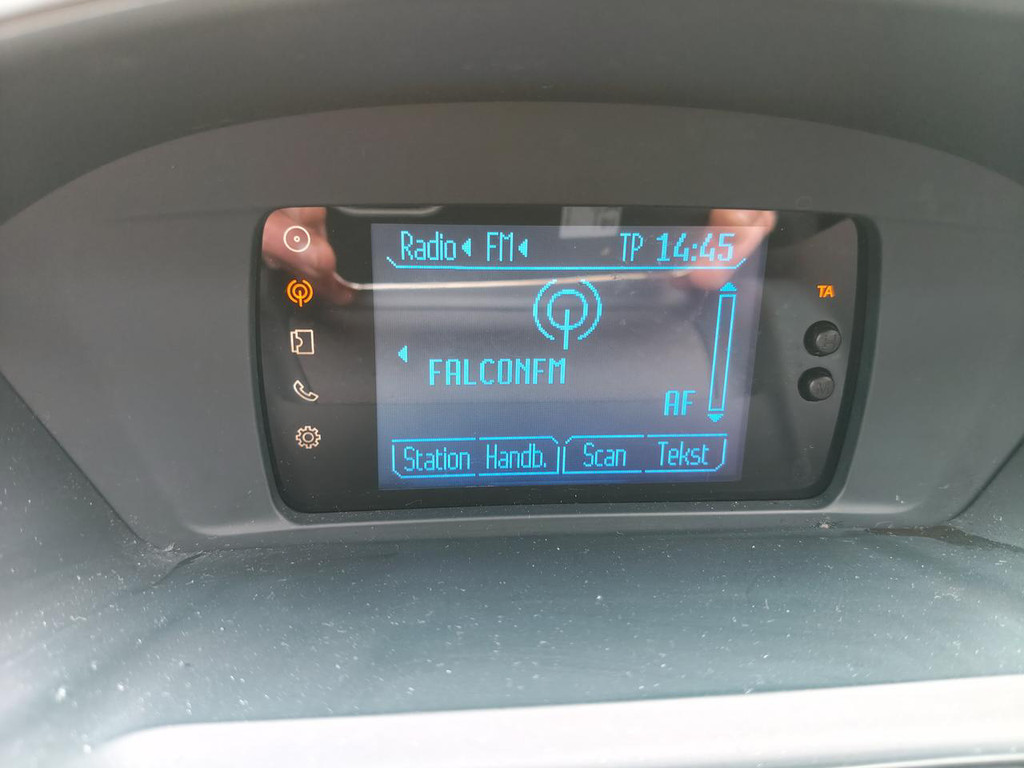 Radio FM TP 14:45
TA
FALCONFM
AF
Station Handb. Scan Tekst